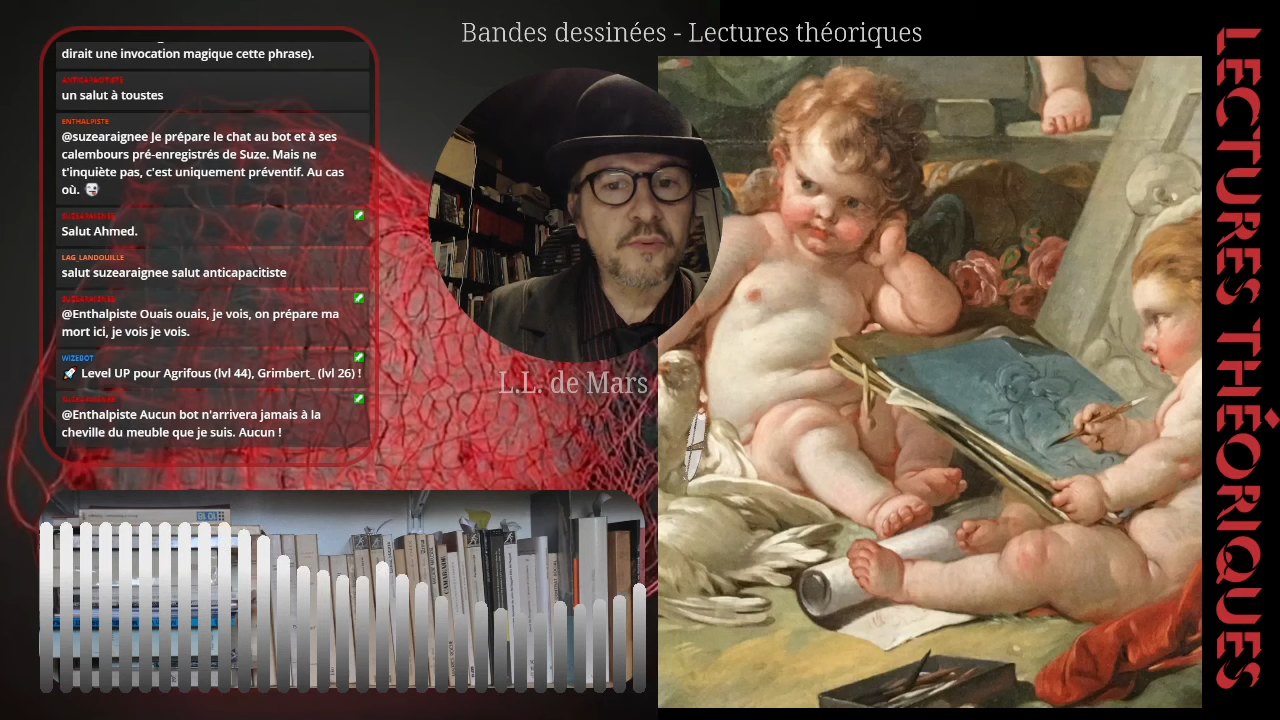 Bandes dessinées - Lectures théoriques
dirait une invocation magique cette phrase).
ANTICAPACITISTE
un salut à toustes
ENTHALPISTE
@suzearaignee Je prépare le chat au bot et à ses
calembours pré-enregistrés de Suze. Mais ne
t'inquiète pas, c'est uniquement préventif. Au cas
où.
SUZEARAIGNEE
Salut Ahmed.
LAG_LANDOUILLE
salut suzearaignee salut anticapacitiste
SUZEARAIGNEE
@Enthalpiste Ouais ouais, je vois, on prépare ma
mort ici, je vois je vois.
WIZEBOT
Level UP pour Agrifous (lvl 44), Grimbert_ (lvl 26) !
SUZEARAIGNEE
@Enthalpiste Aucun bot n'arrivera jamais à la
cheville du meuble que je suis. Aucun !
L.L. de Mars
LECTURES THÉORIQUES